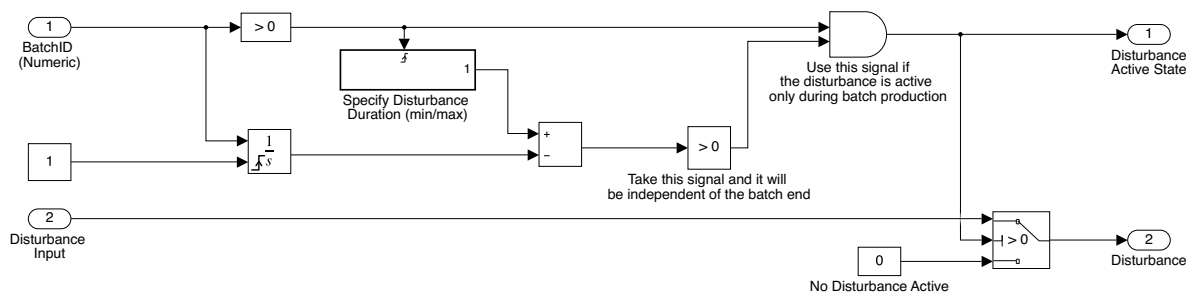 1
BatchID
(Numeric)
> 0
1
Specify Disturbance
Duration (min/max)
Use this signal if
the disturbance is active
only during batch production
1
Disturbance
Active State
1
1
s
+
−
> 0
Take this signal and it will
be independent of the batch end
2
Disturbance
Input
0
No Disturbance Active
> 0
2
Disturbance